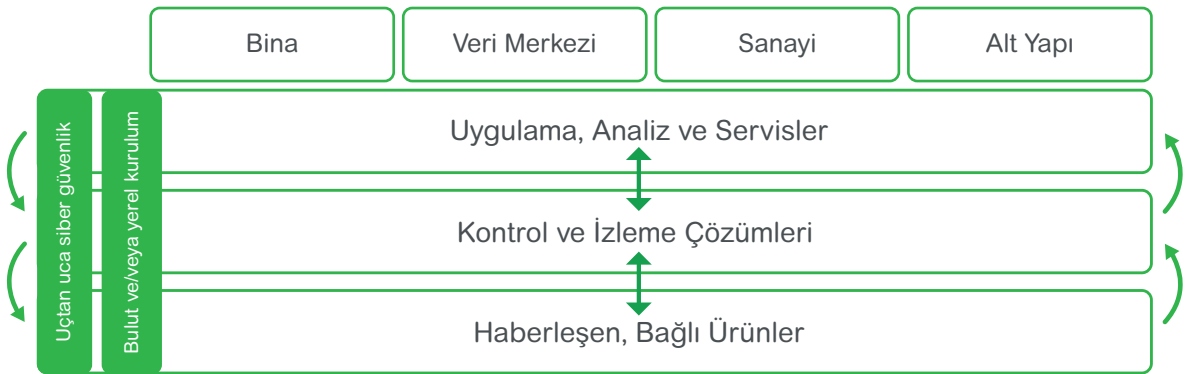 Bina
Veri Merkezi
Sanayi
Alt Yapı
Uçtan uca siber güvenlik
Bulut ve/veya yerel kurulum
Uygulama, Analiz ve Servisler
Kontrol ve İzleme Çözümleri
Haberleşen, Bağlı Ürünler